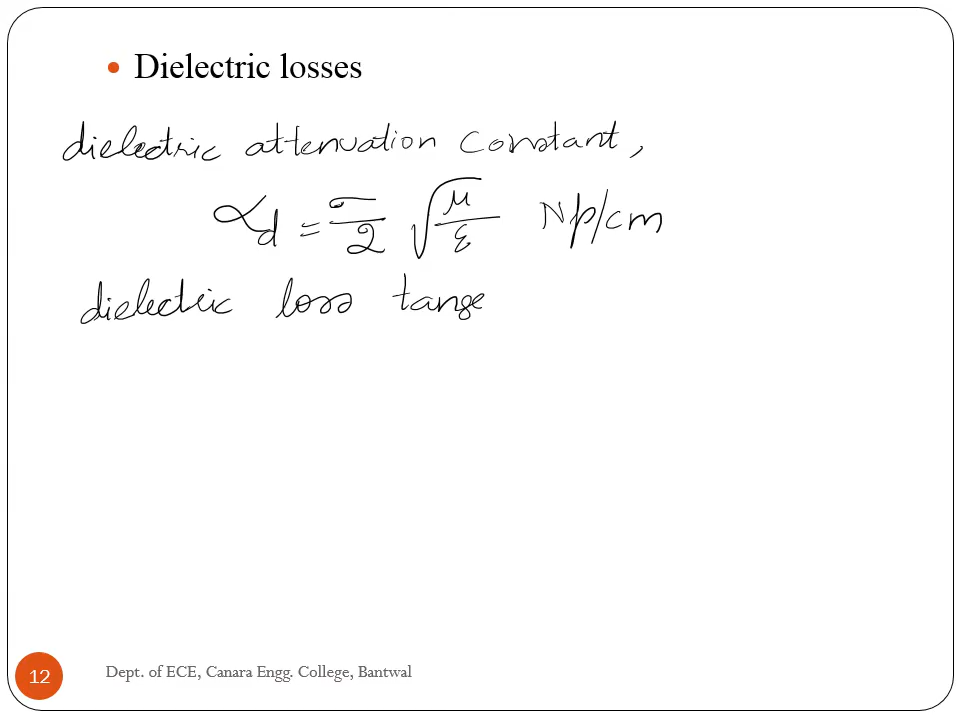 • Dielectric losses
dielectric attenuation constant,
αd = σ/2 √(μ/ε) Np/cm
dielectric loss tange
12 Dept. of ECE, Canara Engg. College, Bantwal